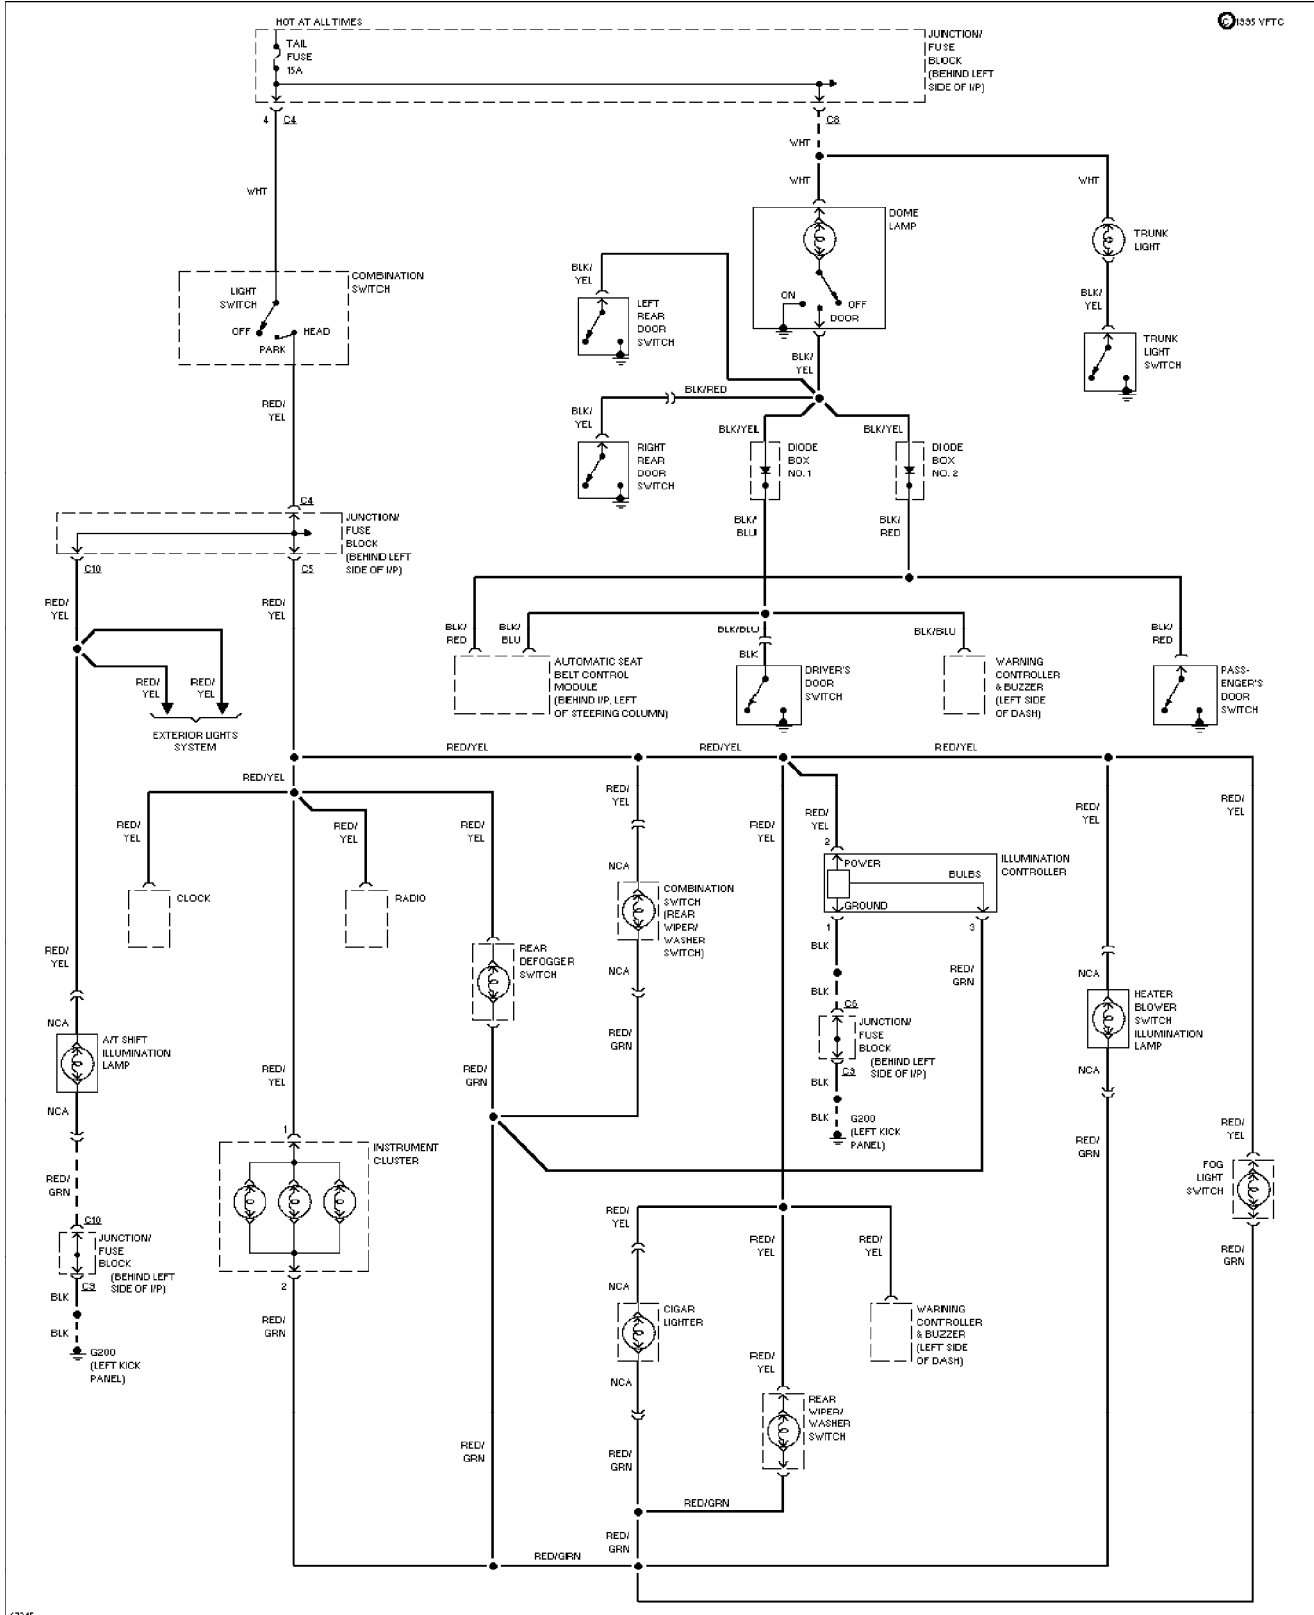 HOT AT ALL TIMES
© 1995 VFTC
TAIL
FUSE
15A
JUNCTION/
FUSE
BLOCK
(BEHIND LEFT
SIDE OF I/P)
4 C4
C8
WHT
WHT
WHT
WHT
DOME
LAMP
TRUNK
LIGHT
BLK/
YEL
LEFT
REAR
DOOR
SWITCH
ON
OFF
DOOR
COMBINATION
SWITCH
LIGHT
SWITCH
OFF
HEAD
PARK
BLK/
YEL
TRUNK
LIGHT
SWITCH
BLK/
YEL
BLK/RED
RED/
YEL
BLK/
YEL
RIGHT
REAR
DOOR
SWITCH
BLK/YEL
BLK/YEL
DIODE
BOX
NO. 1
DIODE
BOX
NO. 2
C4
JUNCTION/
FUSE
BLOCK
(BEHIND LEFT
SIDE OF I/P)
BLK/
BLU
BLK/
RED
C10
C5
RED/
YEL
RED/
YEL
BLK/
RED
BLK/
BLU
BLK/BLU
BLK/BLU
BLK/
RED
BLK
RED/
YEL
RED/
YEL
EXTERIOR LIGHTS
SYSTEM
AUTOMATIC SEAT
BELT CONTROL
MODULE
(BEHIND I/P, LEFT
OF STEERING COLUMN)
DRIVER'S
DOOR
SWITCH
WARNING
CONTROLLER
& BUZZER
(LEFT SIDE
OF DASH)
PASS-
ENGER'S
DOOR
SWITCH
RED/YEL
RED/YEL
RED/YEL
RED/YEL
RED/
YEL
RED/
YEL
RED/
YEL
RED/
YEL
RED/
YEL
RED/
YEL
RED/
YEL
RED/
YEL
2
POWER
BULBS
GROUND
ILLUMINATION
CONTROLLER
1
3
NCA
CLOCK
RADIO
COMBINATION
SWITCH
(REAR
WIPER/
WASHER
SWITCH)
RED/
YEL
REAR
DEFOGGER
SWITCH
NCA
BLK
RED/
GRN
NCA
BLK
C6
JUNCTION/
FUSE
BLOCK
(BEHIND LEFT
SIDE OF I/P)
C9
HEATER
BLOWER
SWITCH
ILLUMINATION
LAMP
NCA
NCA
A/T SHIFT
ILLUMINATION
LAMP
NCA
RED/
GRN
RED/
YEL
RED/
GRN
BLK
BLK
G200
(LEFT KICK
PANEL)
RED/
GRN
RED/
YEL
1
INSTRUMENT
CLUSTER
2
RED/
GRN
C10
JUNCTION/
FUSE
BLOCK
(BEHIND LEFT
SIDE OF I/P)
C9
BLK
BLK
G200
(LEFT KICK
PANEL)
FOG
LIGHT
SWITCH
RED/
GRN
RED/
YEL
RED/
YEL
RED/
YEL
NCA
CIGAR
LIGHTER
WARNING
CONTROLLER
& BUZZER
(LEFT SIDE
OF DASH)
RED/
GRN
RED/
YEL
NCA
REAR
WIPER/
WASHER
SWITCH
RED/
GRN
RED/
GRN
RED/GRN
RED/
GRN
RED/GRN